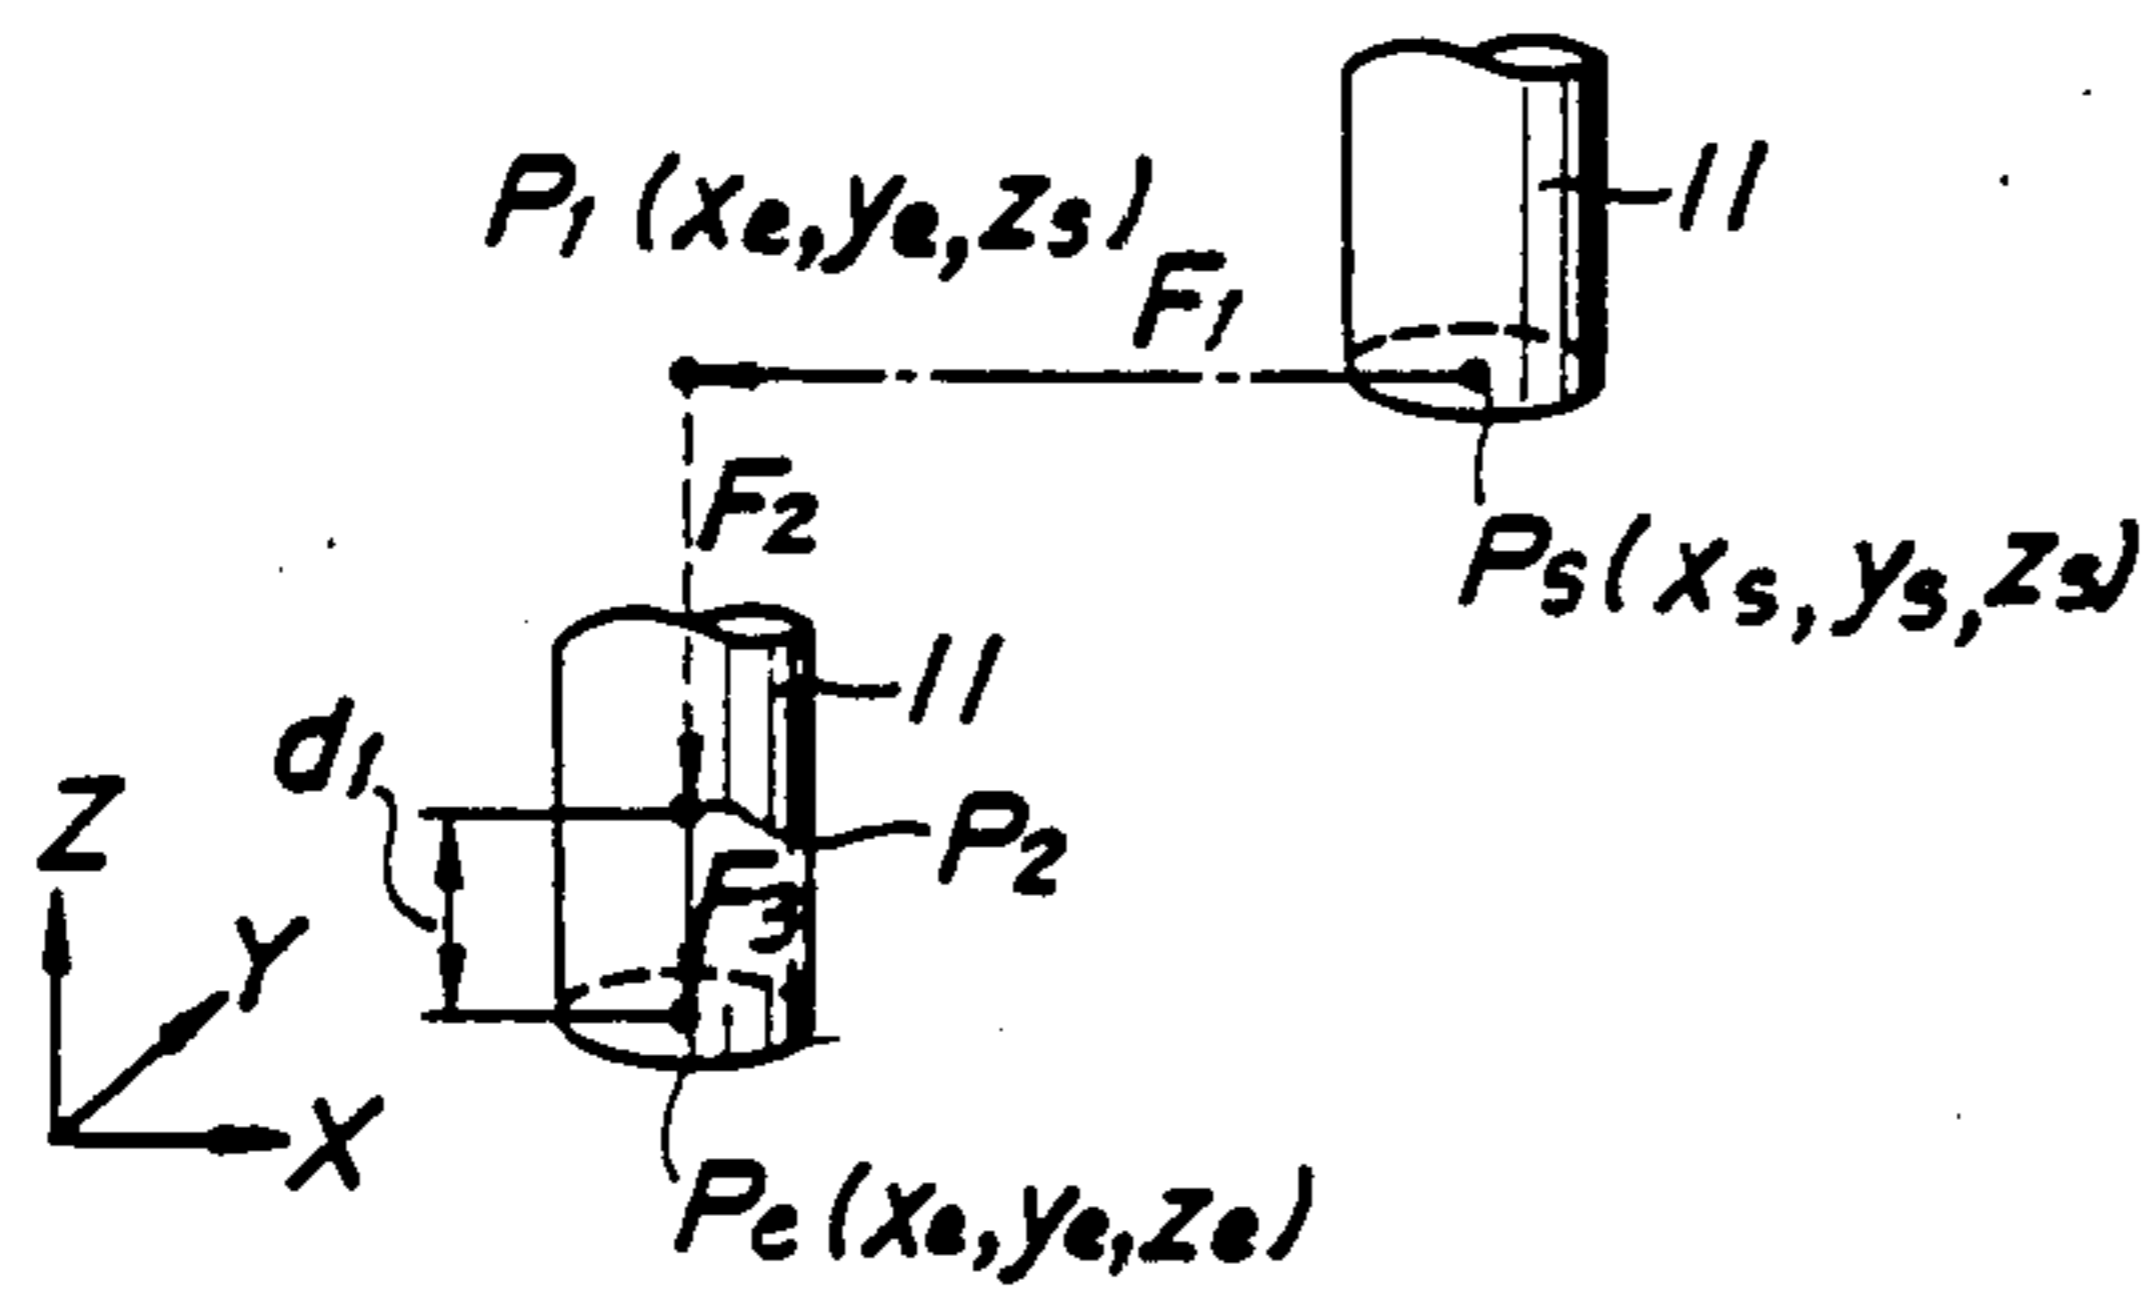 P1 (xe,ye,zs)
11
F1
F2
Ps(xs,ys,zs)
11
d1
P2
Z
F3
Y
X
Pe(xe,ye,ze)